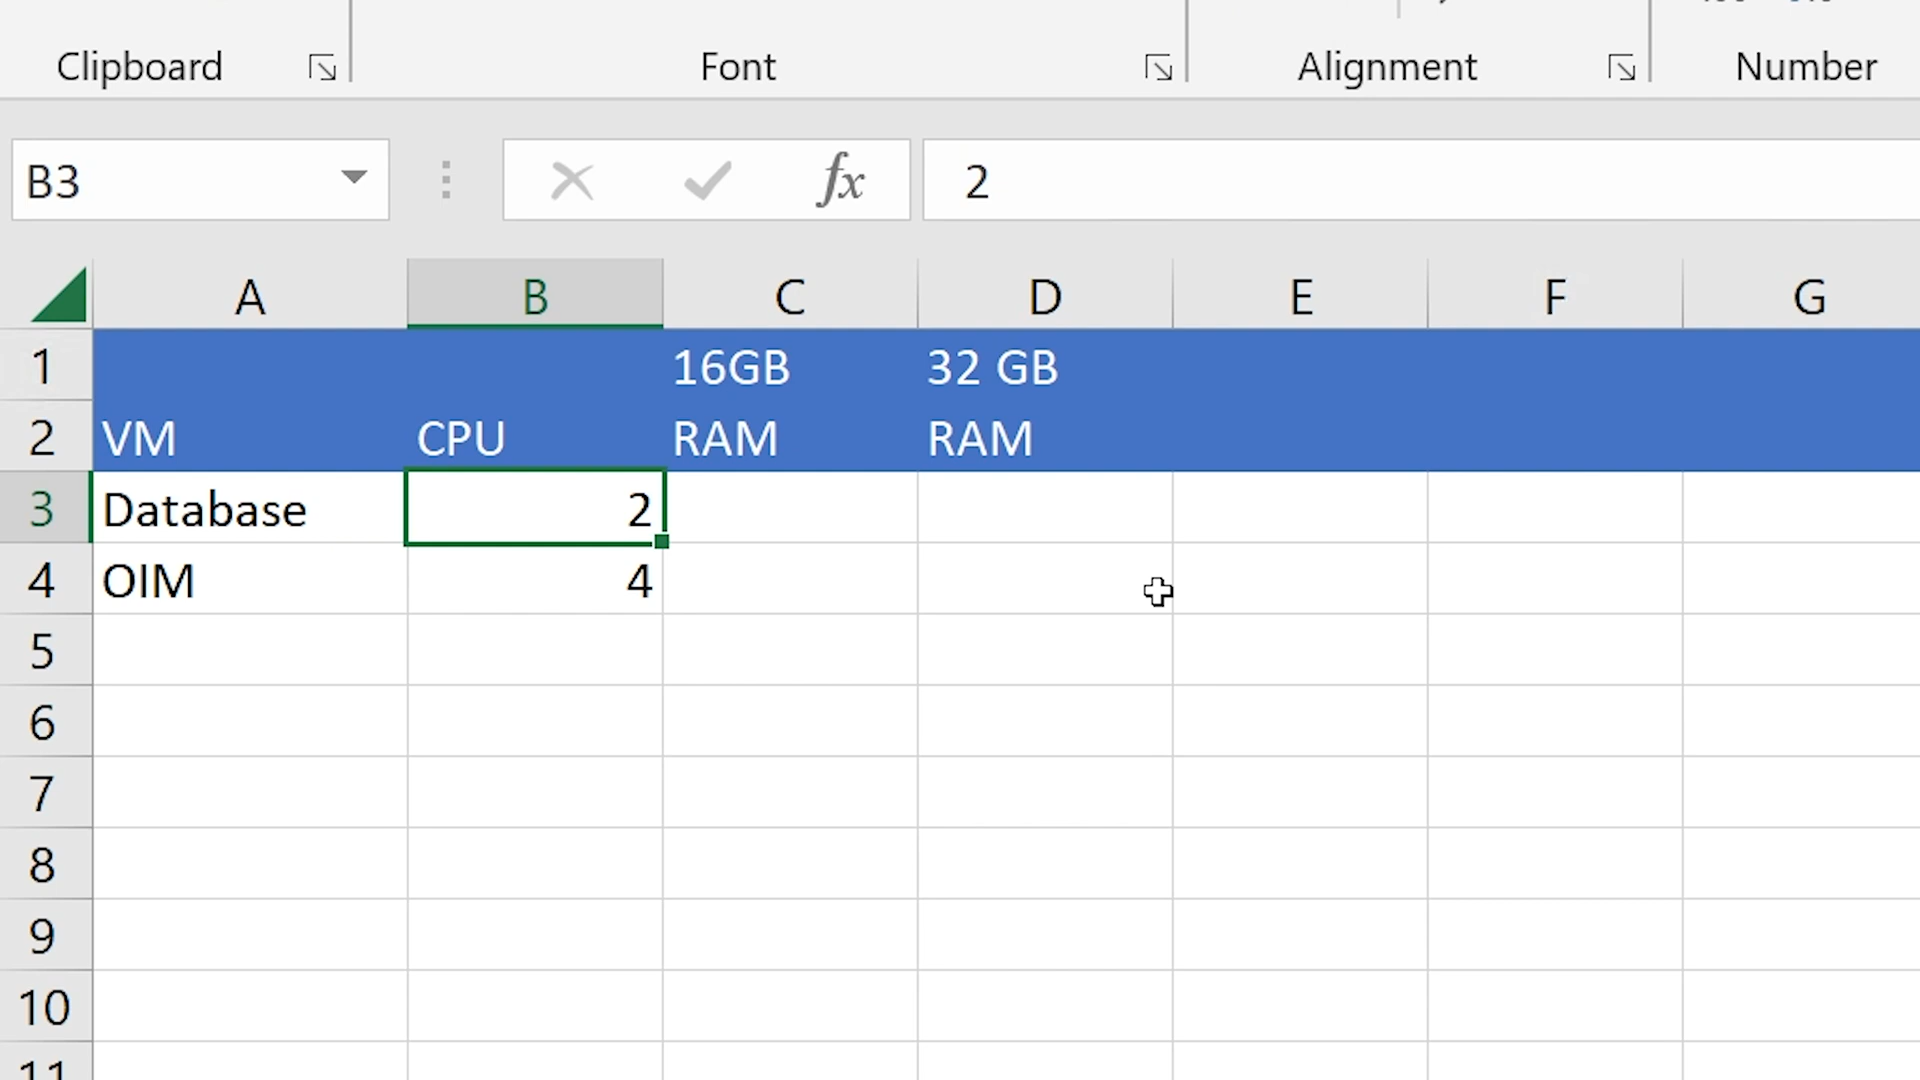 Clipboard Font Alignment Number
B3 fx 2
A B C D E F G
1 16GB 32 GB
2 VM CPU RAM RAM
3 Database 2
4 OIM 4
5
6
7
8
9
10
11